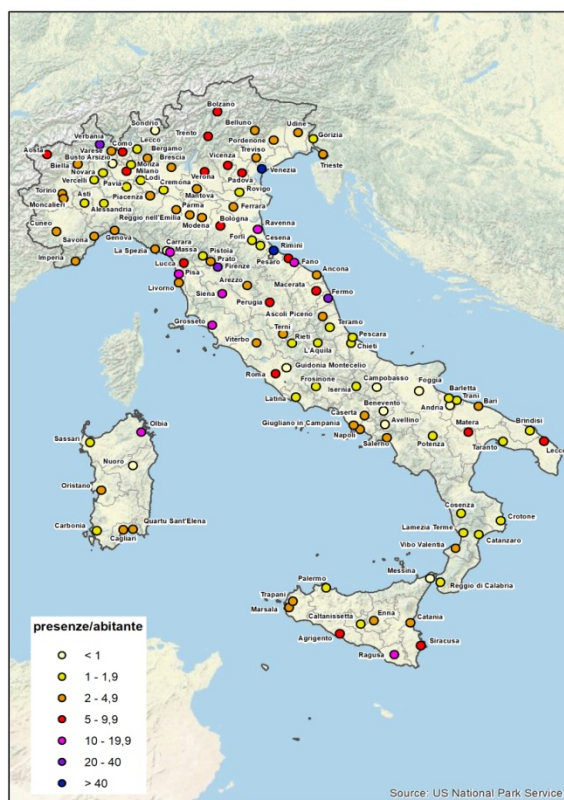 Bolzano
Sondrio
Belluno
Udine
Verbania
Lecco
Trento
Pordenone
Gorizia
Como
Bergamo
Treviso
Aosta
Varese
Milano
Vicenza
Busto Arsizio
Monza
Brescia
Trieste
Biella
Lodi
Verona
Venezia
Novara
Padova
Vercelli
Cremona
Pavia
Mantova
Rovigo
Torino
Asti
Piacenza
Parma
Ferrara
Moncalieri
Alessandria
Reggio nell'Emilia
Bologna
Ravenna
Cuneo
Modena
Forlì
Cesena
Genova
Carrara
Rimini
Savona
Massa
Pistoia
La Spezia
Prato
Pesaro
Fano
Imperia
Lucca
Firenze
Pisa
Ancona
Arezzo
Livorno
Macerata
Siena
Fermo
Perugia
Ascoli Piceno
Grosseto
Terni
Teramo
Viterbo
Rieti
Pescara
L'Aquila
Chieti
Guidonia Montecelio
Roma
Frosinone
Campobasso
Foggia
Barletta
Isernia
Trani
Latina
Benevento
Andria
Bari
Caserta
Giugliano in Campania
Avellino
Matera
Brindisi
Olbia
Napoli
Salerno
Potenza
Taranto
Lecce
Sassari
Nuoro
Oristano
Cosenza
Crotone
Carbonia
Quartu Sant'Elena
Lamezia Terme
Cagliari
Catanzaro
Vibo Valentia
Messina
Palermo
Reggio di Calabria
Trapani
Marsala
Enna
Caltanissetta
Catania
Agrigento
Siracusa
Ragusa
presenze/abitante
< 1
1 - 1,9
2 - 4,9
5 - 9,9
10 - 19,9
20 - 40
> 40
Source: US National Park Service